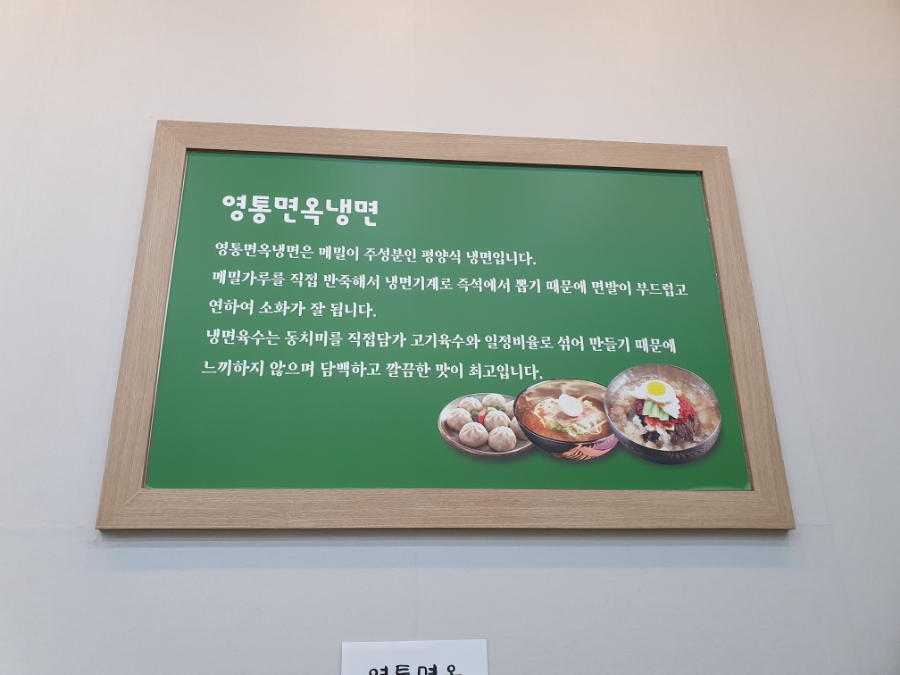 영통면옥냉면
영통면옥냉면은 메밀이 주성분인 평양식 냉면입니다.
메밀가루를 직접 반죽해서 냉면기계로 즉석에서 뽑기 때문에 면발이 부드럽고
연하여 소화가 잘 됩니다.
냉면육수는 동치미를 직접담가 고기육수와 일정비율로 섞어 만들기 때문에
느끼하지 않으며 담백하고 깔끔한 맛이 최고입니다.
영통면옥